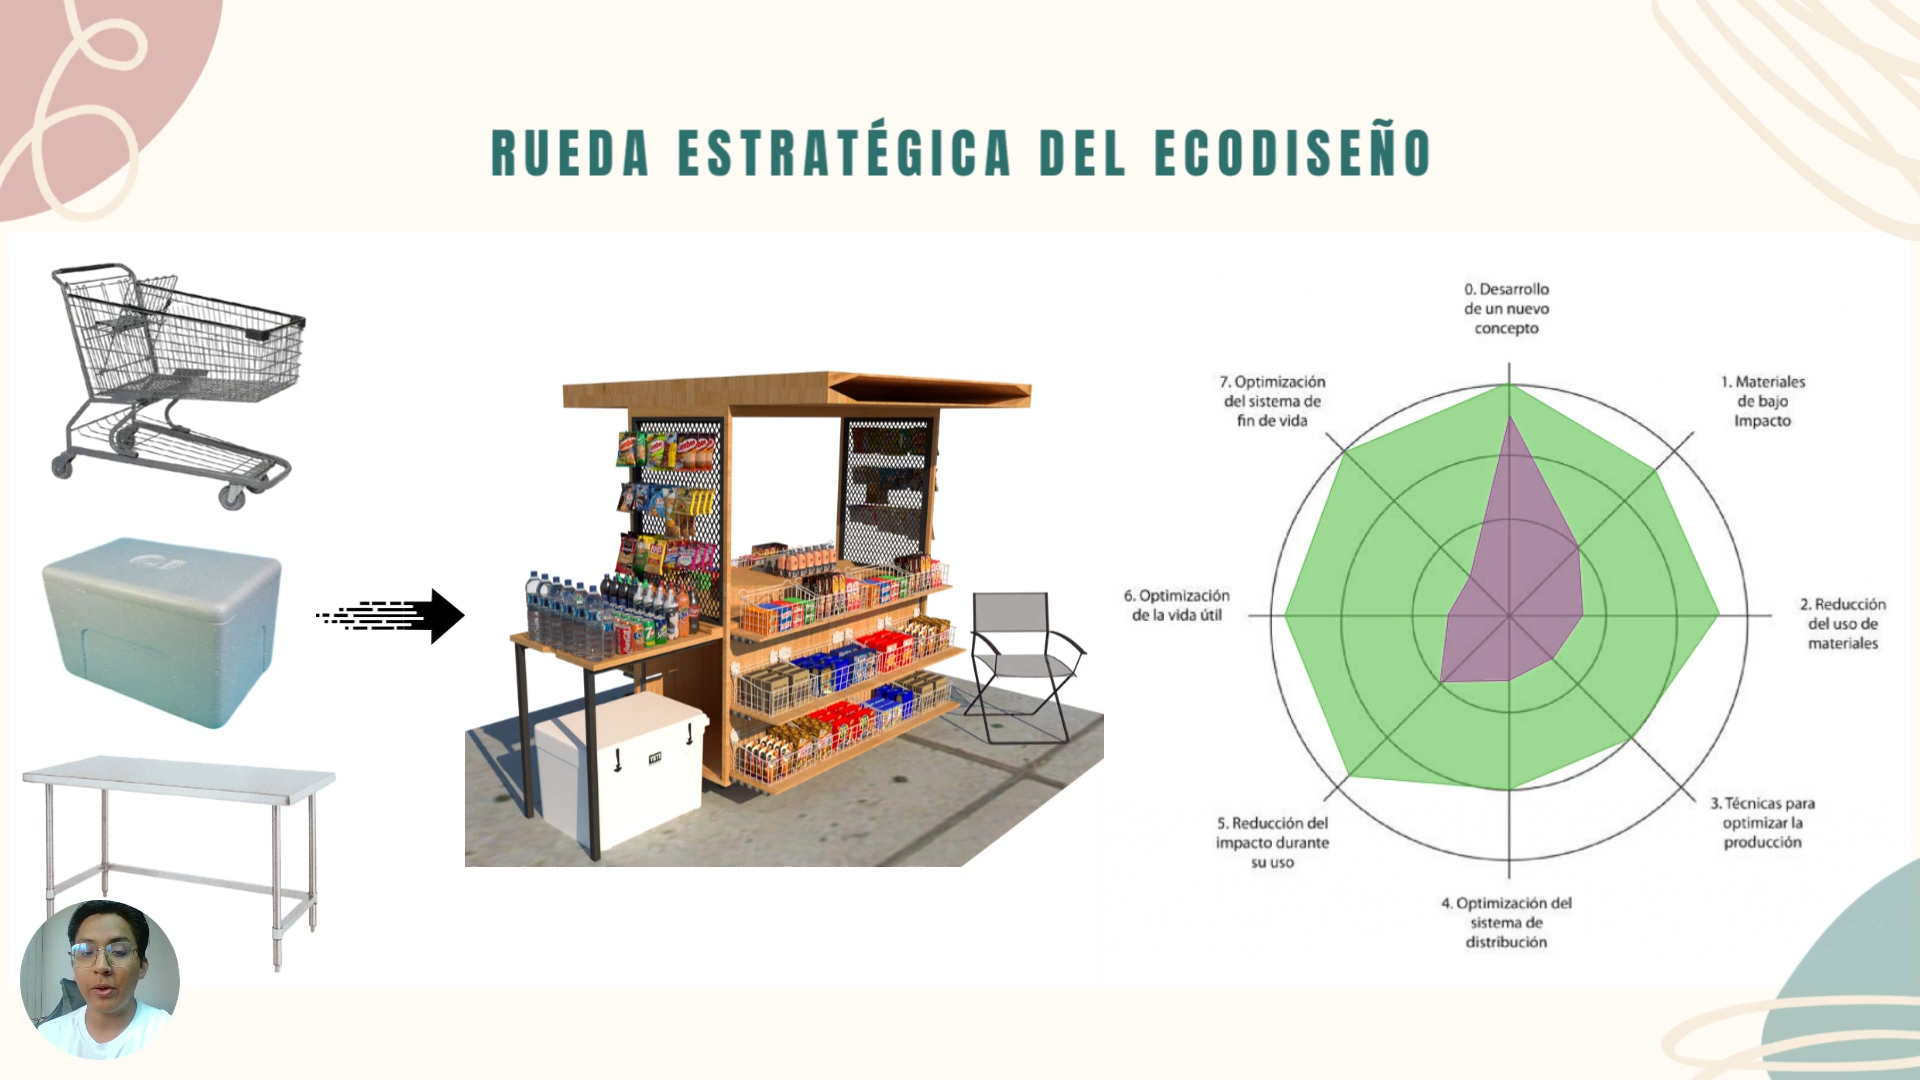 RUEDA ESTRATÉGICA DEL ECODISEÑO
0. Desarrollo
de un nuevo
concepto
1. Materiales
de bajo
Impacto
2. Reducción
del uso de
materiales
3. Técnicas para
optimizar la
producción
4. Optimización del
sistema de
distribución
5. Reducción del
impacto durante
su uso
6. Optimización
de la vida útil
7. Optimización
del sistema de
fin de vida
YETI